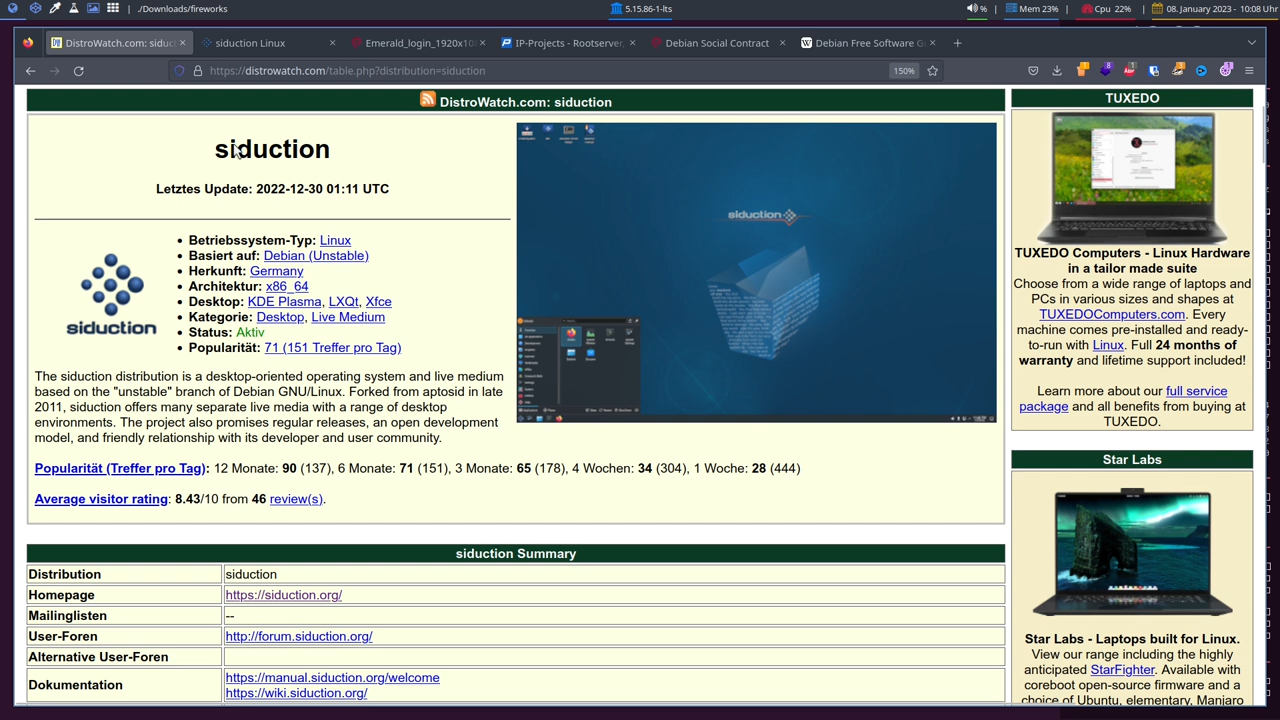 ./Downloads/fireworks
5.15.86-1-lts
%
Mem 23%
Cpu 22%
08. January 2023 - 10:08 Uhr
DistroWatch.com: siduct
siduction Linux
Emerald_login_1920x10
IP-Projects - Rootserver,
Debian Social Contract
Debian Free Software G
https://distrowatch.com/table.php?distribution=siduction
150%
DistroWatch.com: siduction
siduction
Letztes Update: 2022-12-30 01:11 UTC
siduction
Betriebssystem-Typ: Linux
Basiert auf: Debian (Unstable)
Herkunft: Germany
Architektur: x86_64
Desktop: KDE Plasma, LXQt, Xfce
Kategorie: Desktop, Live Medium
Status: Aktiv
Popularität: 71 (151 Treffer pro Tag)
siduction
The siduction distribution is a desktop-oriented operating system and live medium
based on the "unstable" branch of Debian GNU/Linux. Forked from aptosid in late
2011, siduction offers many separate live media with a range of desktop
environments. The project also promises regular releases, an open development
model, and friendly relationship with its developer and user community.
Popularität (Treffer pro Tag): 12 Monate: 90 (137), 6 Monate: 71 (151), 3 Monate: 65 (178), 4 Wochen: 34 (304), 1 Woche: 28 (444)
Average visitor rating: 8.43/10 from 46 review(s).
siduction Summary
Distribution siduction
Homepage https://siduction.org/
Mailinglisten --
User-Foren http://forum.siduction.org/
Alternative User-Foren
Dokumentation https://manual.siduction.org/welcome
https://wiki.siduction.org/
TUXEDO
TUXEDO Computers - Linux Hardware
in a tailor made suite
Choose from a wide range of laptops and
PCs in various sizes and shapes at
TUXEDOComputers.com. Every
machine comes pre-installed and ready-
to-run with Linux. Full 24 months of
warranty and lifetime support included!
Learn more about our full service
package and all benefits from buying at
TUXEDO.
Star Labs
Star Labs - Laptops built for Linux.
View our range including the highly
anticipated StarFighter. Available with
coreboot open-source firmware and a
choice of Ubuntu, elementary, Manjaro